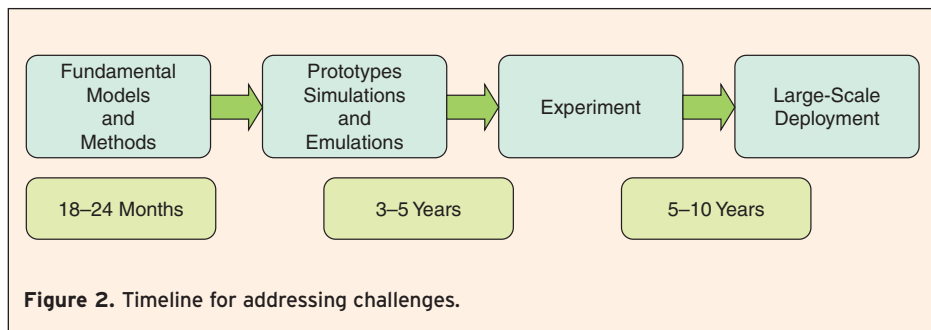 Fundamental
Models
and
Methods
Prototypes
Simulations
and
Emulations
Experiment
Large-Scale
Deployment
18–24 Months
3–5 Years
5–10 Years
Figure 2. Timeline for addressing challenges.